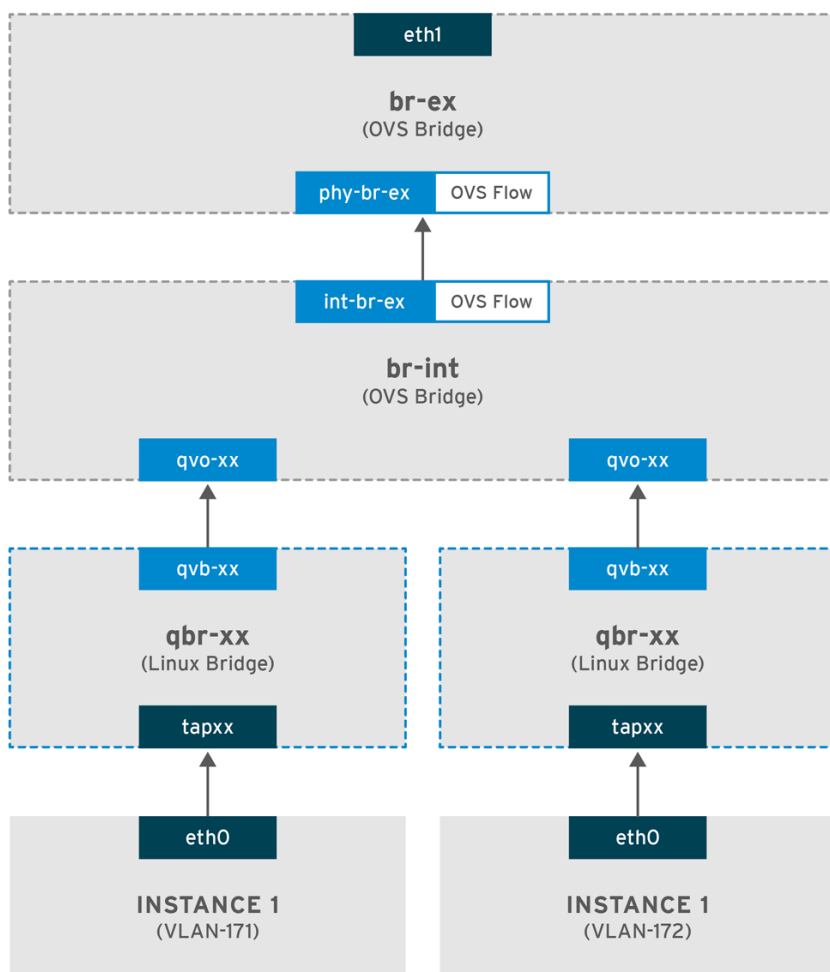 eth1
br-ex
(OVS Bridge)
phy-br-ex OVS Flow
int-br-ex OVS Flow
br-int
(OVS Bridge)
qvo-xx qvo-xx
qvb-xx qvb-xx
qbr-xx qbr-xx
(Linux Bridge) (Linux Bridge)
tapxx tapxx
eth0 eth0
INSTANCE 1 INSTANCE 1
(VLAN-171) (VLAN-172)